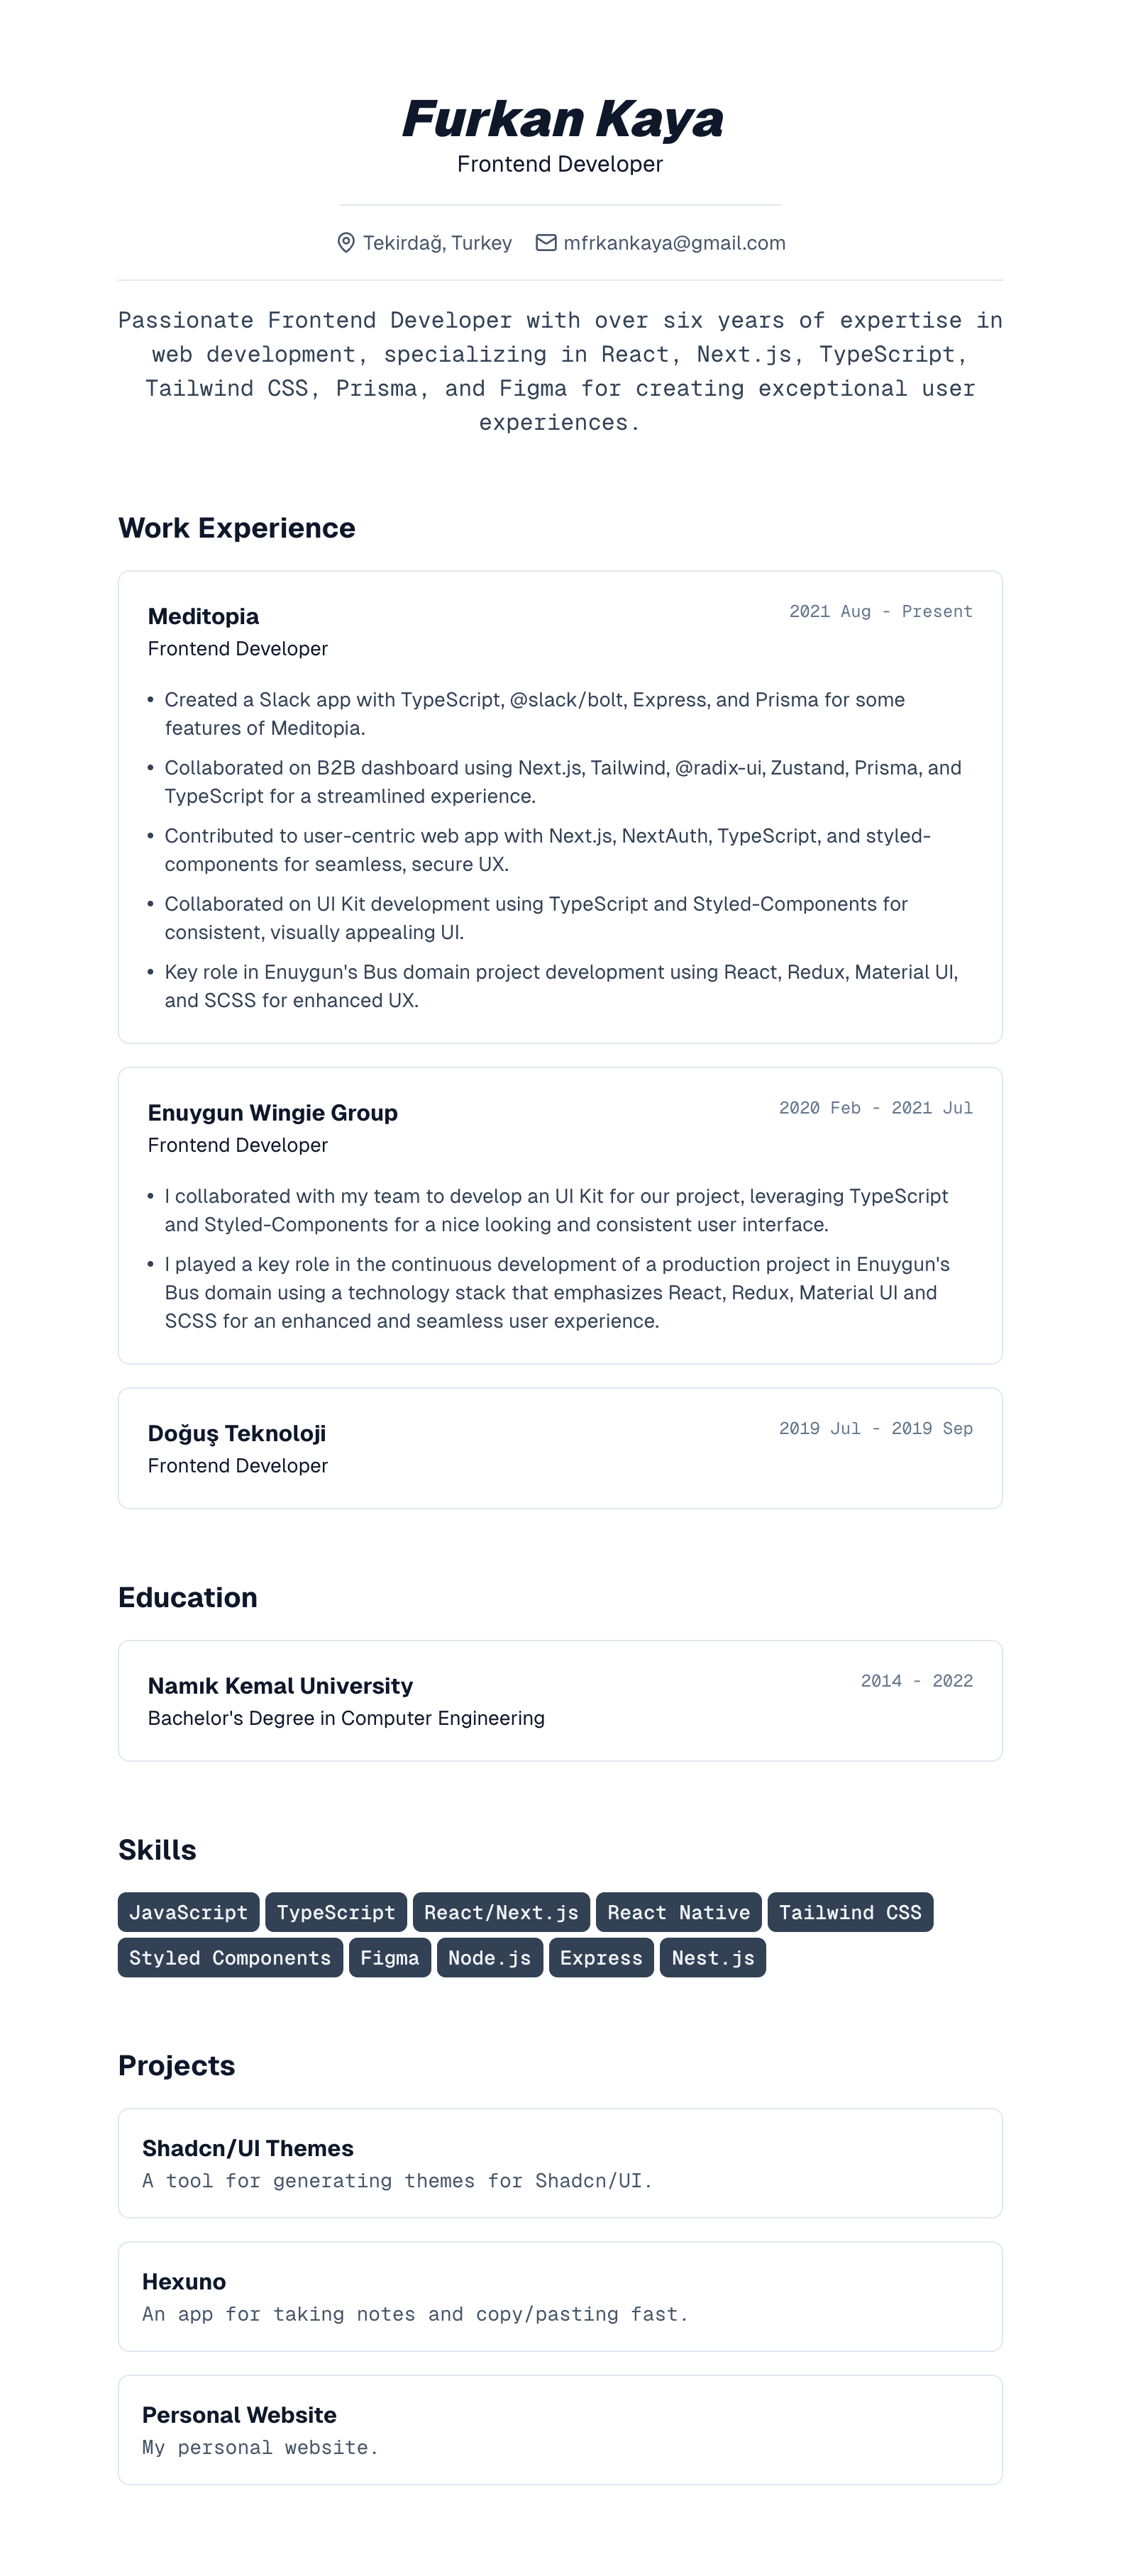 Furkan Kaya
Frontend Developer
Tekirdağ, Turkey mfrkankaya@gmail.com
Passionate Frontend Developer with over six years of expertise in
web development, specializing in React, Next.js, TypeScript,
Tailwind CSS, Prisma, and Figma for creating exceptional user
experiences.
Work Experience
Meditopia 2021 Aug - Present
Frontend Developer
• Created a Slack app with TypeScript, @slack/bolt, Express, and Prisma for some
features of Meditopia.
• Collaborated on B2B dashboard using Next.js, Tailwind, @radix-ui, Zustand, Prisma, and
TypeScript for a streamlined experience.
• Contributed to user-centric web app with Next.js, NextAuth, TypeScript, and styled-
components for seamless, secure UX.
• Collaborated on UI Kit development using TypeScript and Styled-Components for
consistent, visually appealing UI.
• Key role in Enuygun's Bus domain project development using React, Redux, Material UI,
and SCSS for enhanced UX.
Enuygun Wingie Group 2020 Feb - 2021 Jul
Frontend Developer
• I collaborated with my team to develop an UI Kit for our project, leveraging TypeScript
and Styled-Components for a nice looking and consistent user interface.
• I played a key role in the continuous development of a production project in Enuygun's
Bus domain using a technology stack that emphasizes React, Redux, Material UI and
SCSS for an enhanced and seamless user experience.
Doğuş Teknoloji 2019 Jul - 2019 Sep
Frontend Developer
Education
Namık Kemal University 2014 - 2022
Bachelor's Degree in Computer Engineering
Skills
JavaScript TypeScript React/Next.js React Native Tailwind CSS
Styled Components Figma Node.js Express Nest.js
Projects
Shadcn/UI Themes
A tool for generating themes for Shadcn/UI.
Hexuno
An app for taking notes and copy/pasting fast.
Personal Website
My personal website.